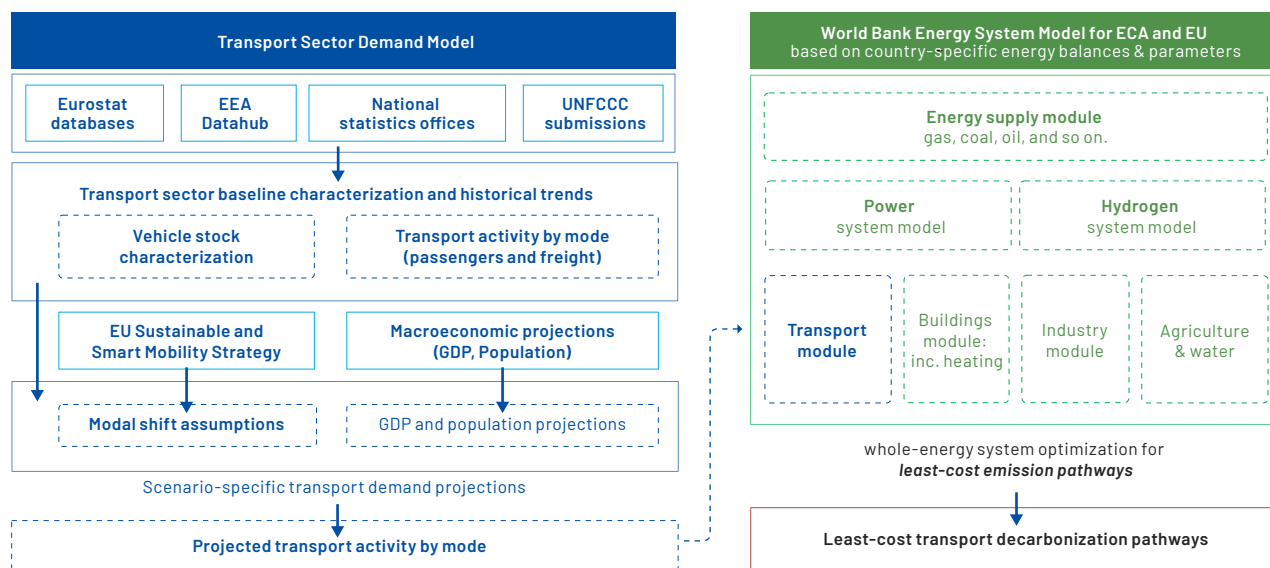 Transport Sector Demand Model
Eurostat
databases
EEA
Datahub
National
statistics offices
UNFCCC
submissions
Transport sector baseline characterization and historical trends
Vehicle stock
characterization
Transport activity by mode
(passengers and freight)
EU Sustainable and
Smart Mobility Strategy
Macroeconomic projections
(GDP, Population)
Modal shift assumptions
GDP and population projections
Scenario-specific transport demand projections
Projected transport activity by mode
World Bank Energy System Model for ECA and EU
based on country-specific energy balances & parameters
Energy supply module
gas, coal, oil, and so on.
Power
system model
Hydrogen
system model
Transport
module
Buildings
module:
inc. heating
Industry
module
Agriculture
& water
whole-energy system optimization for
least-cost emission pathways
Least-cost transport decarbonization pathways